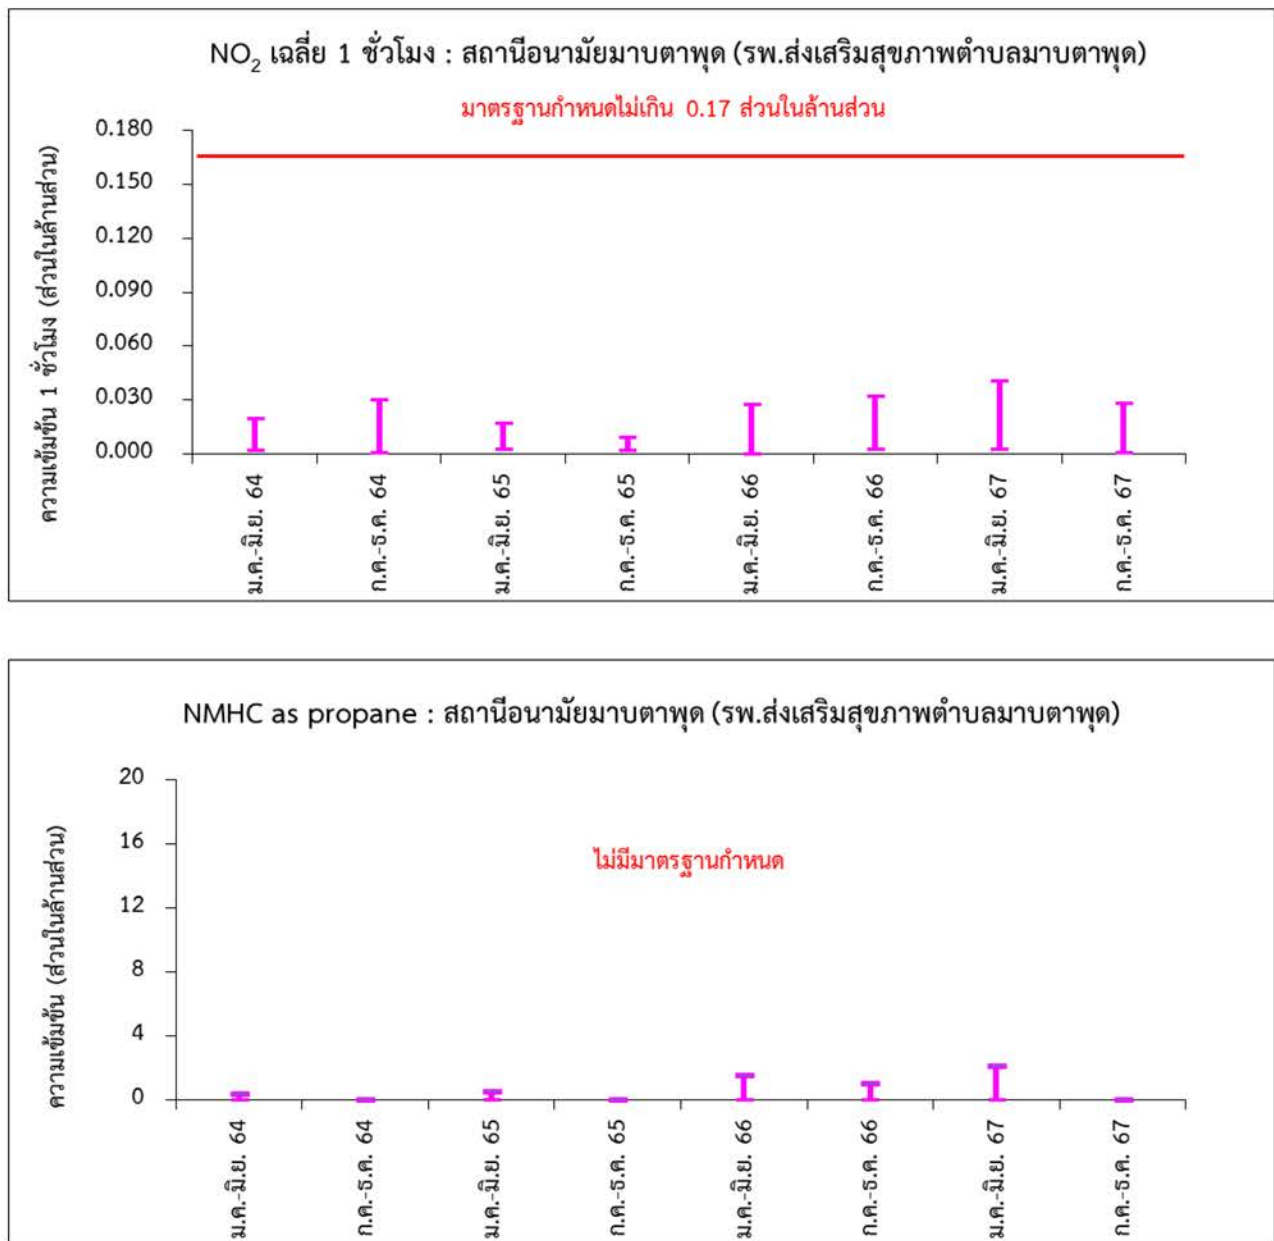 NO₂ เฉลี่ย 1 ชั่วโมง : สถานีอนามัยมาบตาพุด (รพ.ส่งเสริมสุขภาพตำบลมาบตาพุด)
มาตรฐานกำหนดไม่เกิน 0.17 ส่วนในล้านส่วน
ความเข้มข้น 1 ชั่วโมง (ส่วนในล้านส่วน)
0.180
0.150
0.120
0.090
0.060
0.030
0.000
ม.ค.-มิ.ย. 64
ก.ค.-ธ.ค. 64
ม.ค.-มิ.ย. 65
ก.ค.-ธ.ค. 65
ม.ค.-มิ.ย. 66
ก.ค.-ธ.ค. 66
ม.ค.-มิ.ย. 67
ก.ค.-ธ.ค. 67
NMHC as propane : สถานีอนามัยมาบตาพุด (รพ.ส่งเสริมสุขภาพตำบลมาบตาพุด)
ไม่มีมาตรฐานกำหนด
ความเข้มข้น (ส่วนในล้านส่วน)
20
16
12
8
4
0
ม.ค.-มิ.ย. 64
ก.ค.-ธ.ค. 64
ม.ค.-มิ.ย. 65
ก.ค.-ธ.ค. 65
ม.ค.-มิ.ย. 66
ก.ค.-ธ.ค. 66
ม.ค.-มิ.ย. 67
ก.ค.-ธ.ค. 67